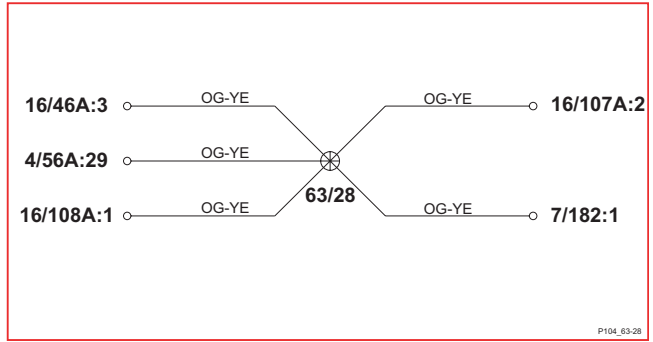 16/46A:3 OG-YE OG-YE 16/107A:2
4/56A:29 OG-YE
63/28
16/108A:1 OG-YE OG-YE 7/182:1
P104_63-28